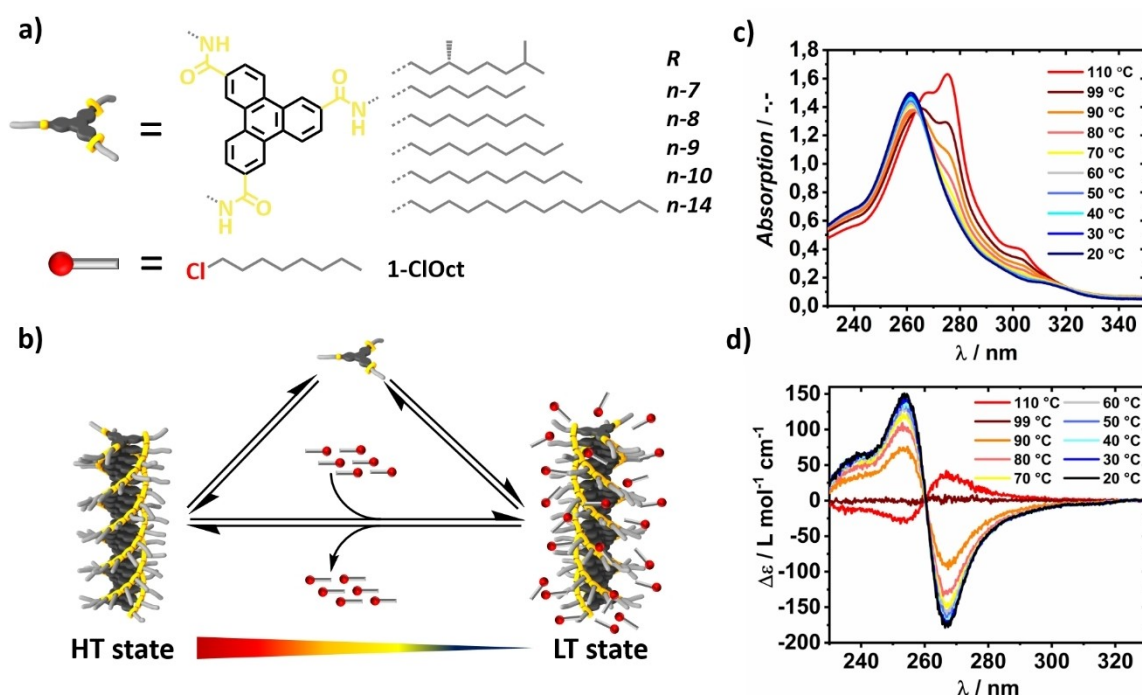 a)
NH
O
O
N
H
N
H
O
R
n-7
n-8
n-9
n-10
n-14
=
=
Cl
1-ClOct
b)
HT state
LT state
c)
Absorption / -.-
1,8
1,6
1,4
1,2
1,0
0,8
0,6
0,4
0,2
0,0
110 °C
99 °C
90 °C
80 °C
70 °C
60 °C
50 °C
40 °C
30 °C
20 °C
240 260 280 300 320 340
λ / nm
d)
Δε / L mol⁻¹ cm⁻¹
150
100
50
0
-50
-100
-150
-200
110 °C 60 °C
99 °C 50 °C
90 °C 40 °C
80 °C 30 °C
70 °C 20 °C
240 260 280 300 320
λ / nm